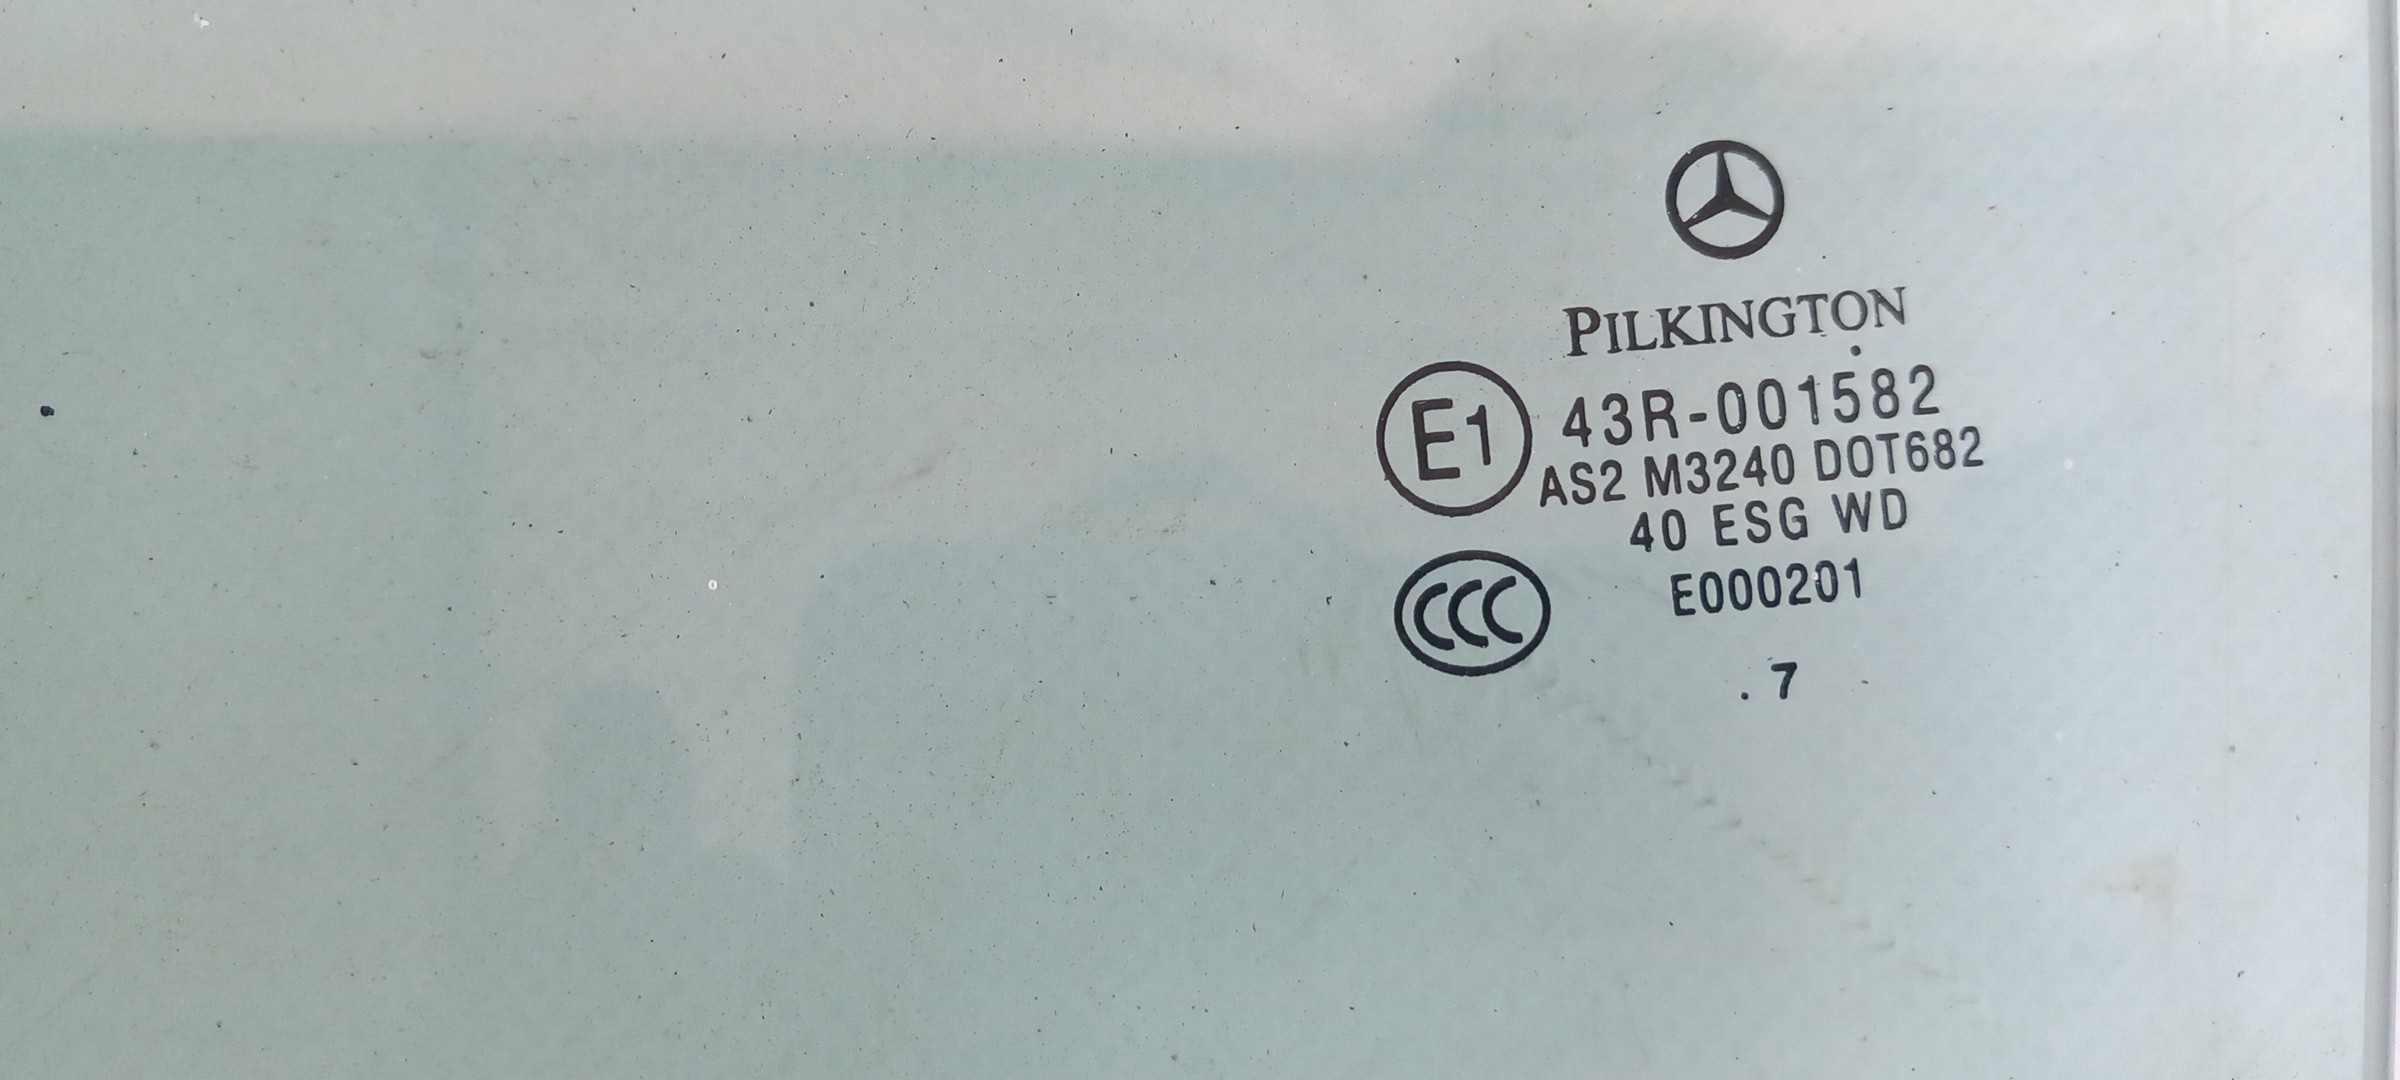 PILKINGTON
E1 43R-001582
AS2 M3240 DOT682
40 ESG WD
CCC E000201
. 7